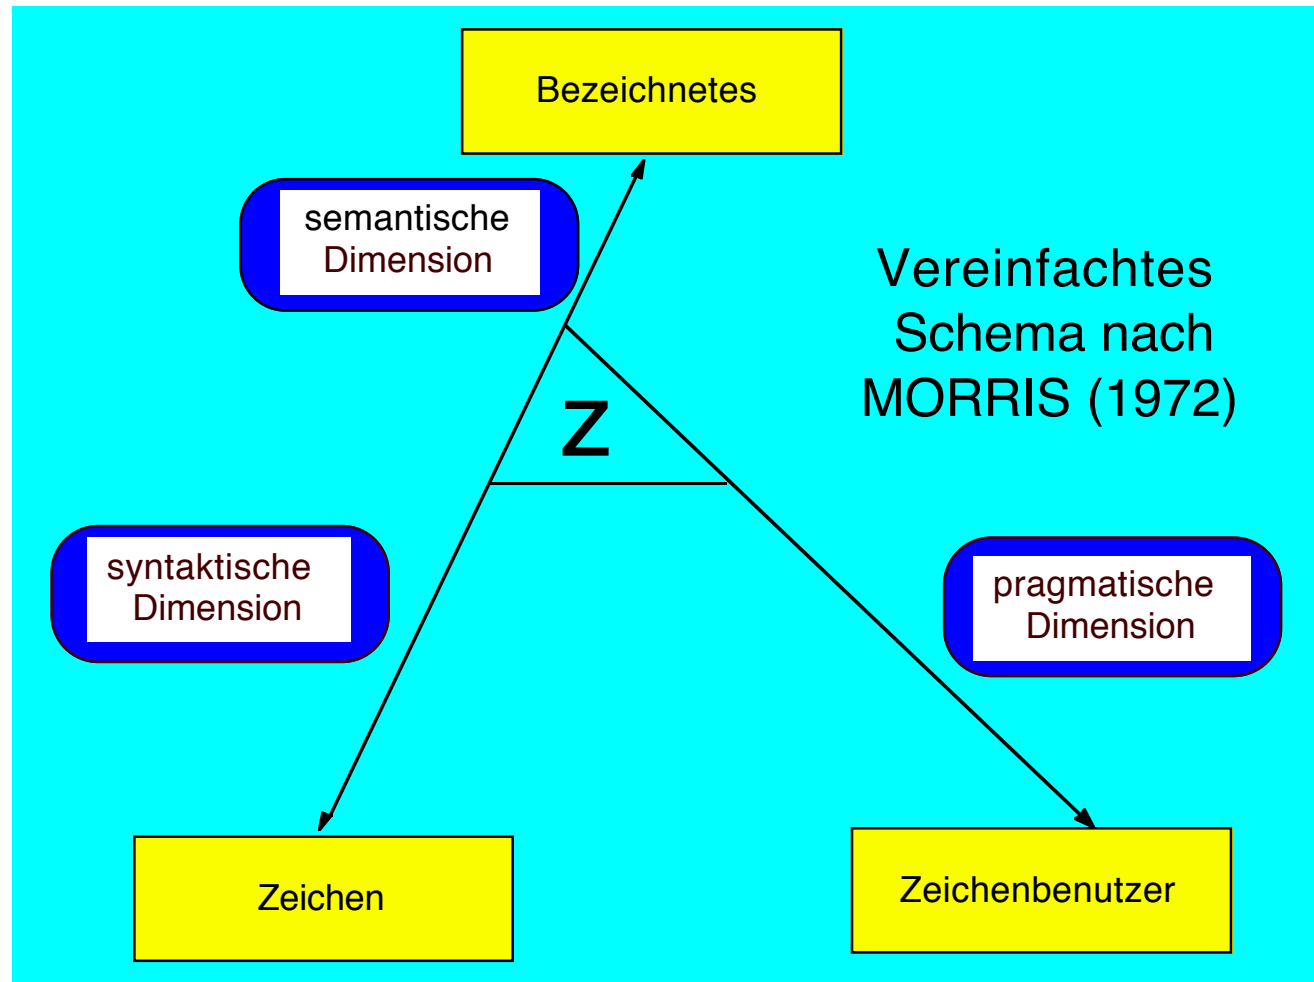 Bezeichnetes
semantische
Dimension
Vereinfachtes
Schema nach
MORRIS (1972)
Z
syntaktische
Dimension
pragmatische
Dimension
Zeichen
Zeichenbenutzer